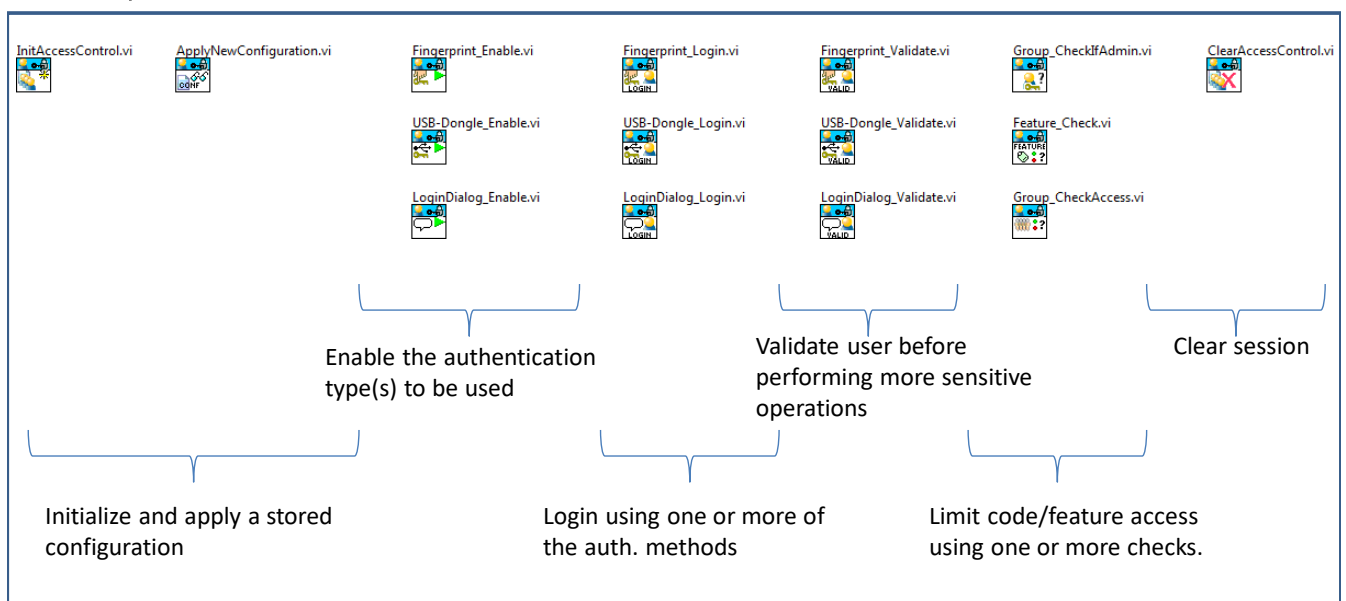 InitAccessControl.vi
ApplyNewConfiguration.vi
Fingerprint_Enable.vi
Fingerprint_Login.vi
Fingerprint_Validate.vi
Group_CheckIfAdmin.vi
ClearAccessControl.vi
CONF
LOGIN
VALID
USB-Dongle_Enable.vi
USB-Dongle_Login.vi
USB-Dongle_Validate.vi
Feature_Check.vi
LOGIN
VALID
FEATURE
LoginDialog_Enable.vi
LoginDialog_Login.vi
LoginDialog_Validate.vi
Group_CheckAccess.vi
LOGIN
VALID
Enable the authentication
type(s) to be used
Validate user before
performing more sensitive
operations
Clear session
Initialize and apply a stored
configuration
Login using one or more of
the auth. methods
Limit code/feature access
using one or more checks.